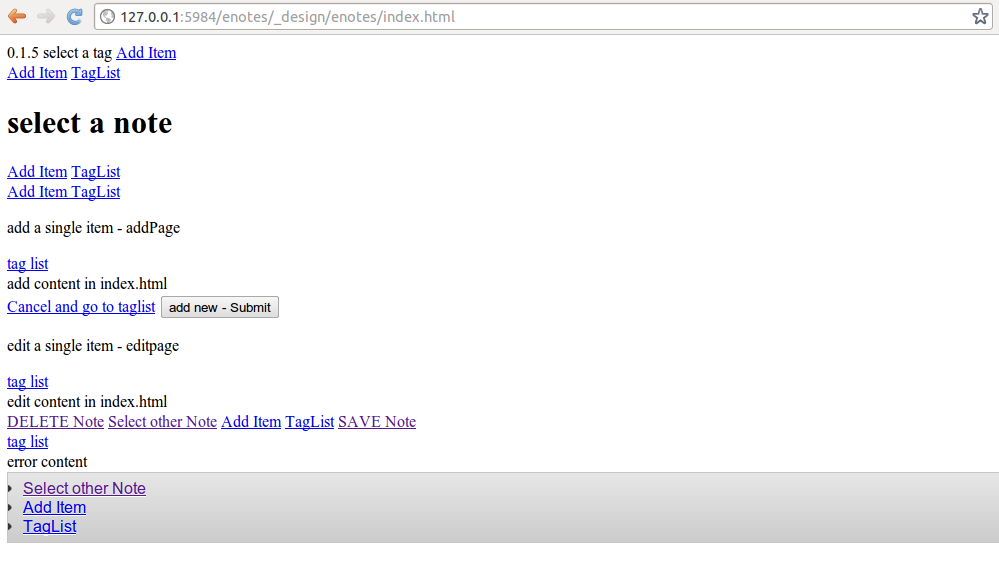 127.0.0.1:5984/enotes/_design/enotes/index.html
0.1.5 select a tag Add Item
Add Item TagList
select a note
Add Item TagList
Add Item TagList
add a single item - addPage
tag list
add content in index.html
Cancel and go to taglist add new - Submit
edit a single item - editpage
tag list
edit content in index.html
DELETE Note Select other Note Add Item TagList SAVE Note
tag list
error content
Select other Note
Add Item
TagList